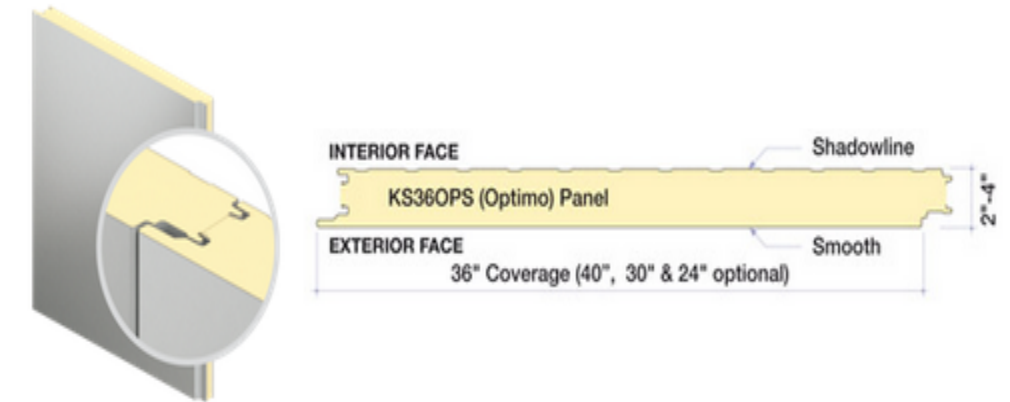 INTERIOR FACE
Shadowline
KS36OPS (Optimo) Panel
2"-4"
EXTERIOR FACE
Smooth
36" Coverage (40”, 30" & 24" optional)